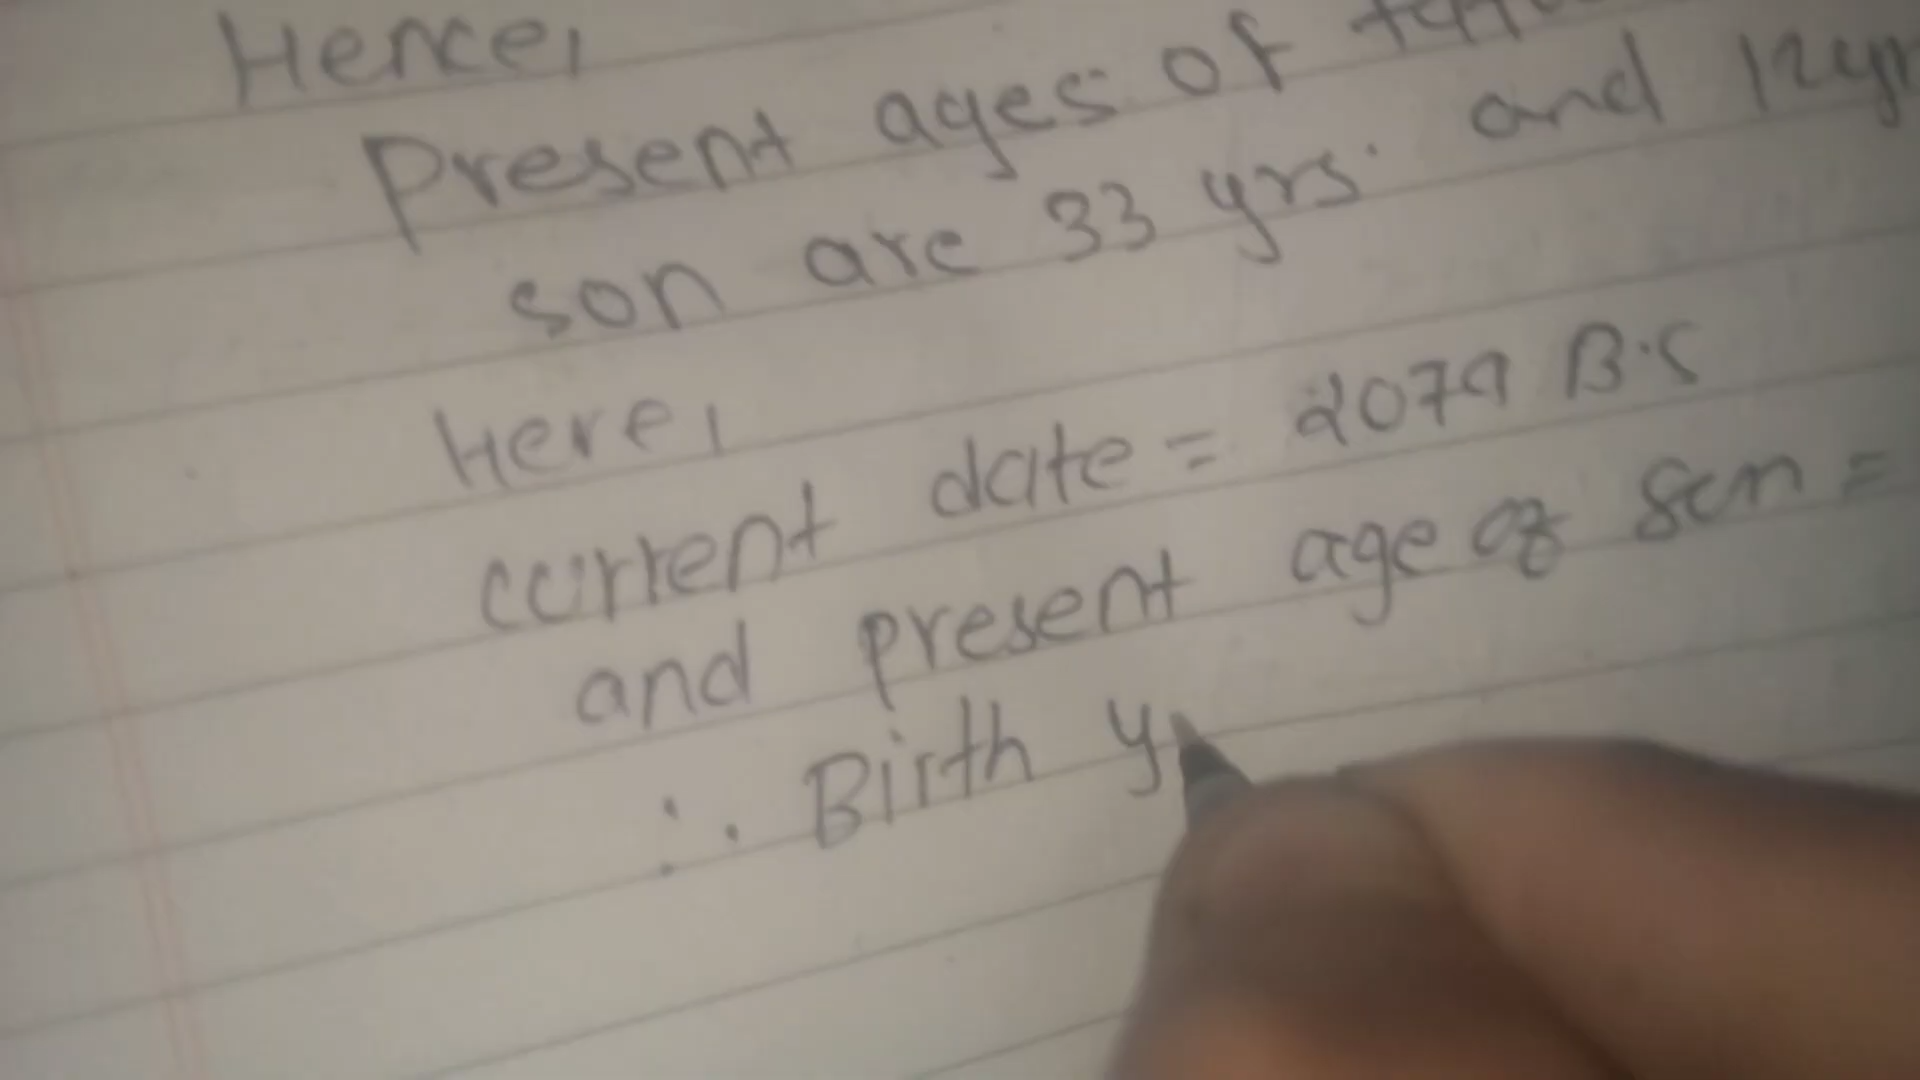 Hence,
Present ages of
son are 33 yrs. and 12yr
Here,
current date = 2079 B.S
and present age of son =
∴ Birth y